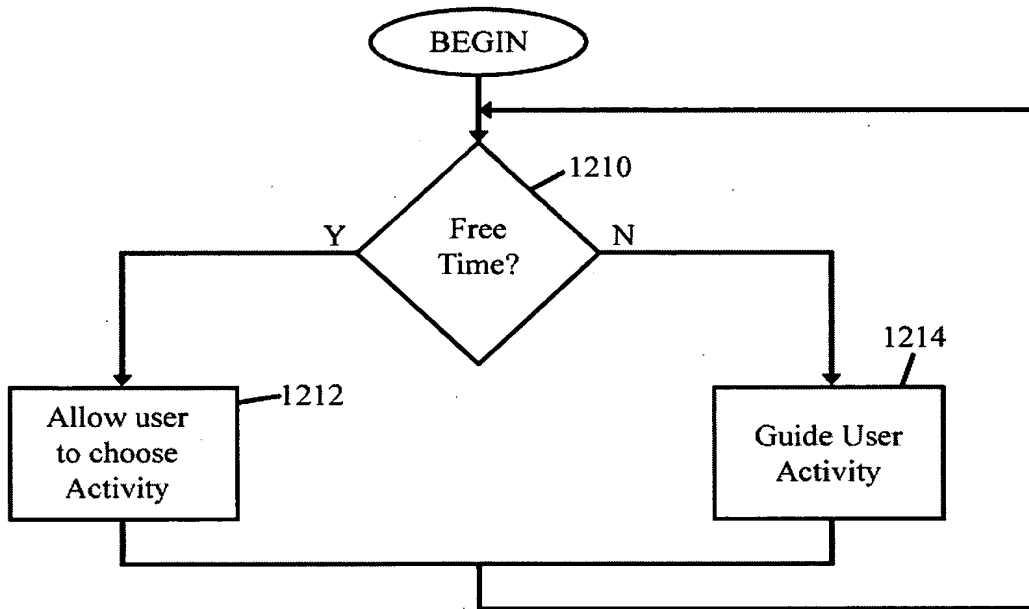 BEGIN
1210
Free
Time?
Y
N
1214
1212
Allow user
to choose
Activity
Guide User
Activity